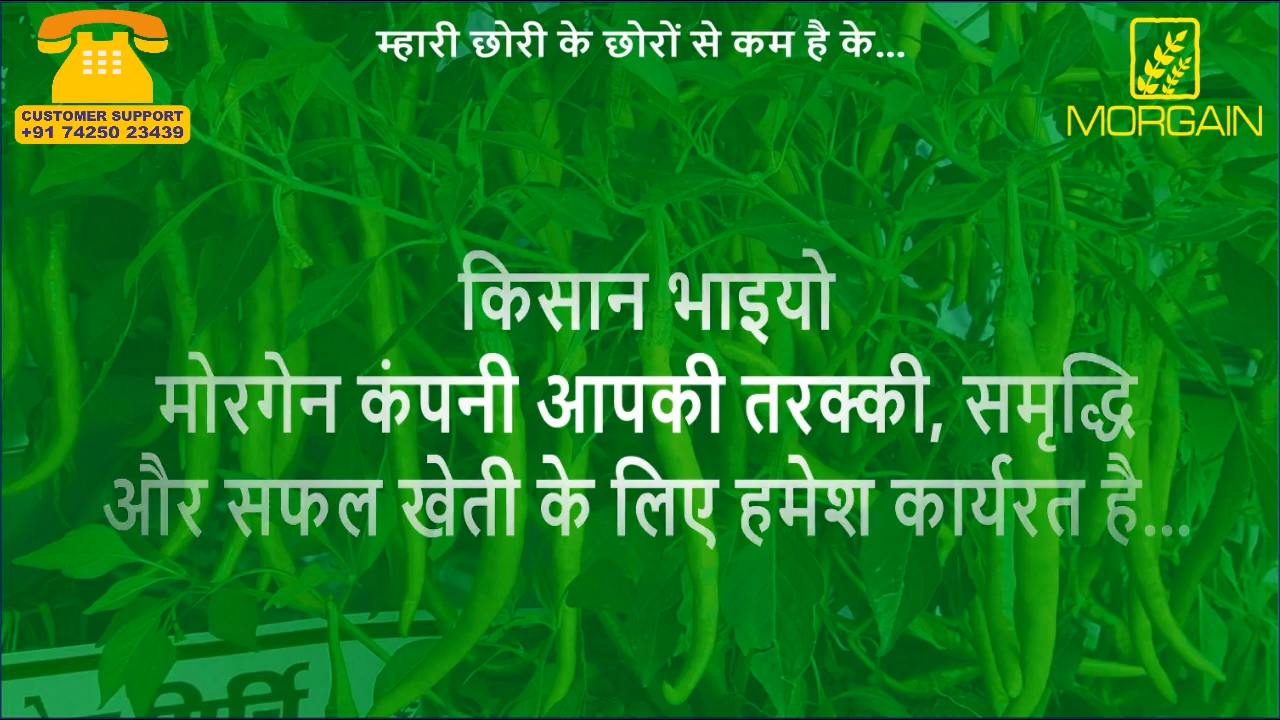 म्हारी छोरी के छोरों से कम है के...
CUSTOMER SUPPORT
+91 74250 23439
MORGAIN
किसान भाइयो
मोरगेन कंपनी आपकी तरक्की, समृद्धि
और सफल खेती के लिए हमेश कार्यरत है...